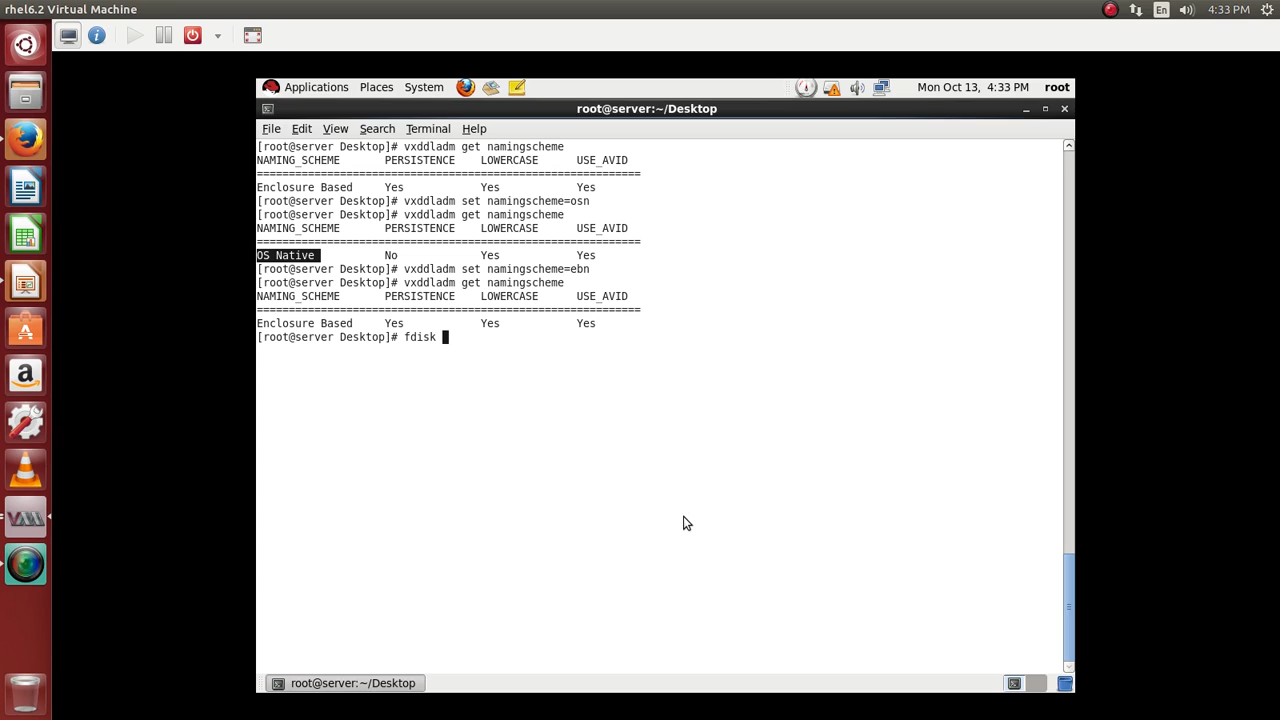 rhel6.2 Virtual Machine
En
4:33 PM
Applications Places System
Mon Oct 13, 4:33 PM root
root@server:~/Desktop
File Edit View Search Terminal Help
[root@server Desktop]# vxddladm get namingscheme
NAMING_SCHEME PERSISTENCE LOWERCASE USE_AVID
============================================================
Enclosure Based Yes Yes Yes
[root@server Desktop]# vxddladm set namingscheme=osn
[root@server Desktop]# vxddladm get namingscheme
NAMING_SCHEME PERSISTENCE LOWERCASE USE_AVID
============================================================
OS Native No Yes Yes
[root@server Desktop]# vxddladm set namingscheme=ebn
[root@server Desktop]# vxddladm get namingscheme
NAMING_SCHEME PERSISTENCE LOWERCASE USE_AVID
============================================================
Enclosure Based Yes Yes Yes
[root@server Desktop]# fdisk
root@server:~/Desktop